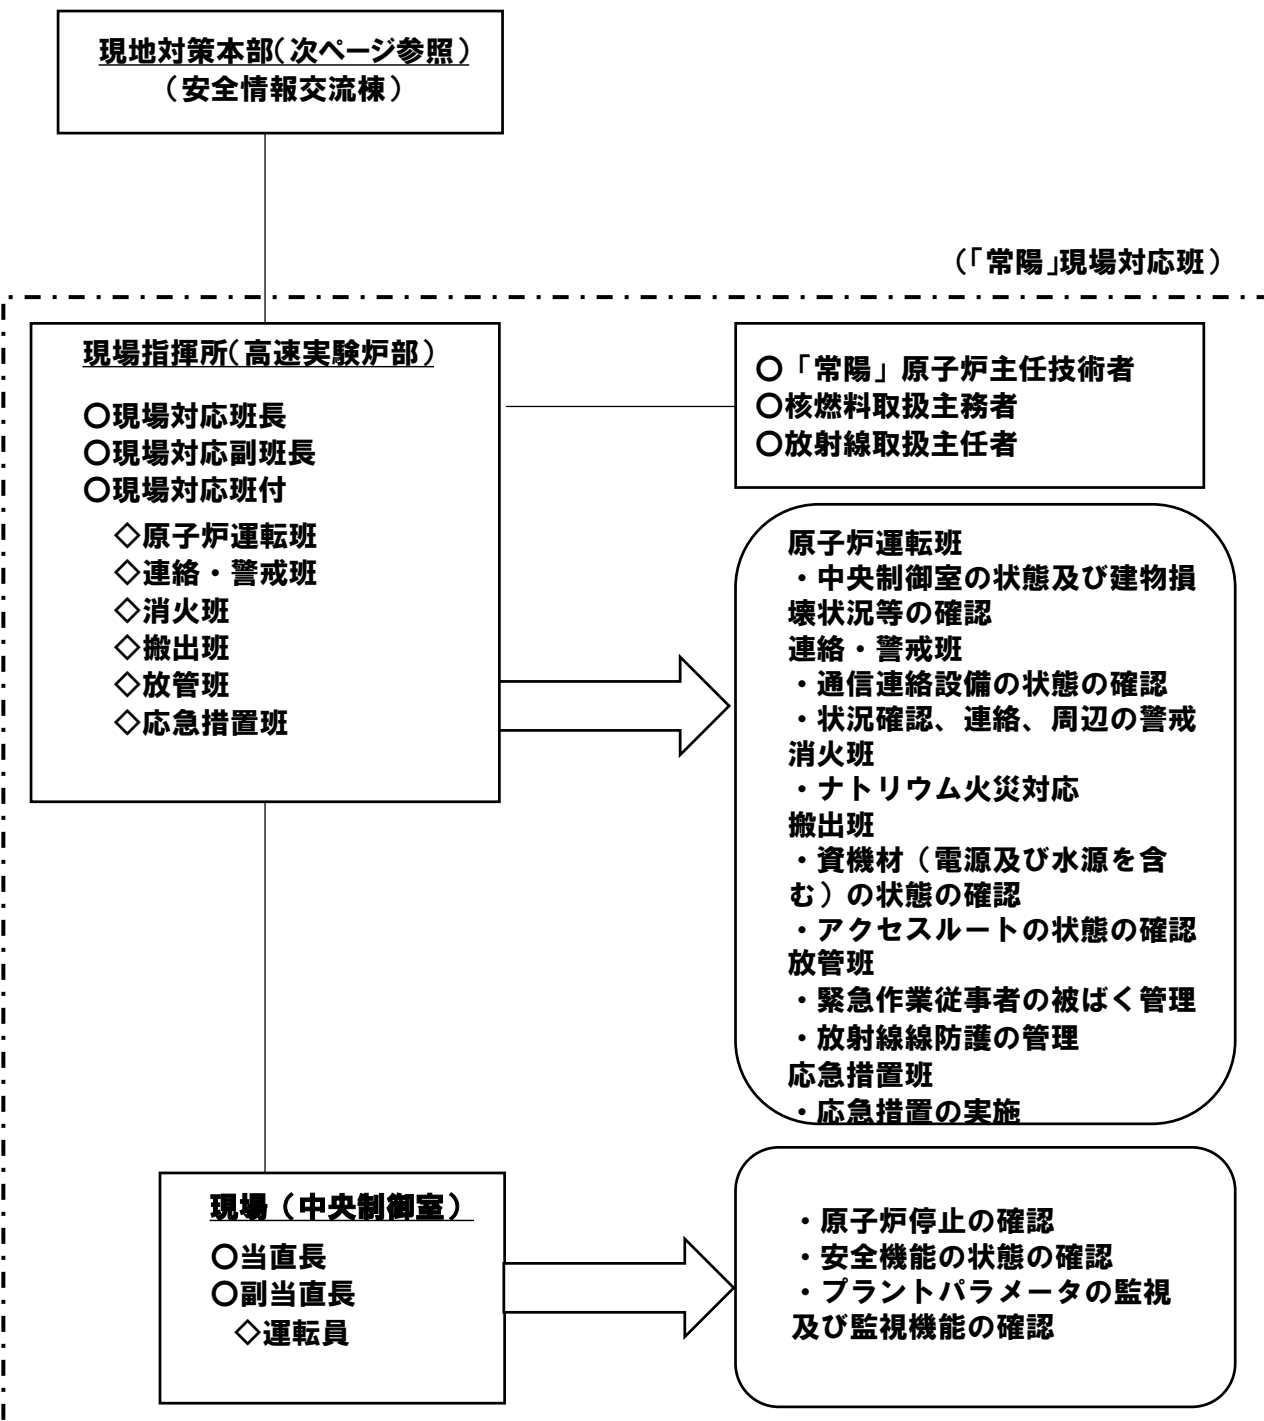 現地対策本部（次ページ参照）
（安全情報交流棟）
（「常陽」現場対応班）
現場指揮所（高速実験炉部）
〇現場対応班長
〇現場対応副班長
〇現場対応班付
◇原子炉運転班
◇連絡・警戒班
◇消火班
◇搬出班
◇放管班
◇応急措置班
〇「常陽」原子炉主任技術者
〇核燃料取扱主務者
〇放射線取扱主任者
原子炉運転班
・中央制御室の状態及び建物損
壊状況等の確認
連絡・警戒班
・通信連絡設備の状態の確認
・状況確認、連絡、周辺の警戒
消火班
・ナトリウム火災対応
搬出班
・資機材（電源及び水源を含
む）の状態の確認
・アクセスルートの状態の確認
放管班
・緊急作業従事者の被ばく管理
・放射線線防護の管理
応急措置班
・応急措置の実施
現場（中央制御室）
〇当直長
〇副当直長
◇運転員
・原子炉停止の確認
・安全機能の状態の確認
・プラントパラメータの監視
及び監視機能の確認